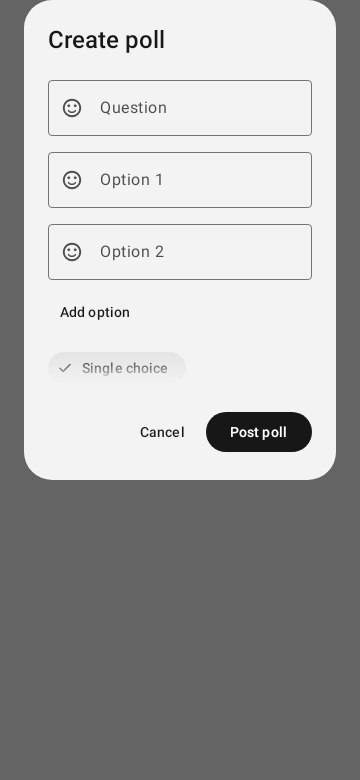 Create poll
Question
Option 1
Option 2
Add option
Single choice
Cancel
Post poll